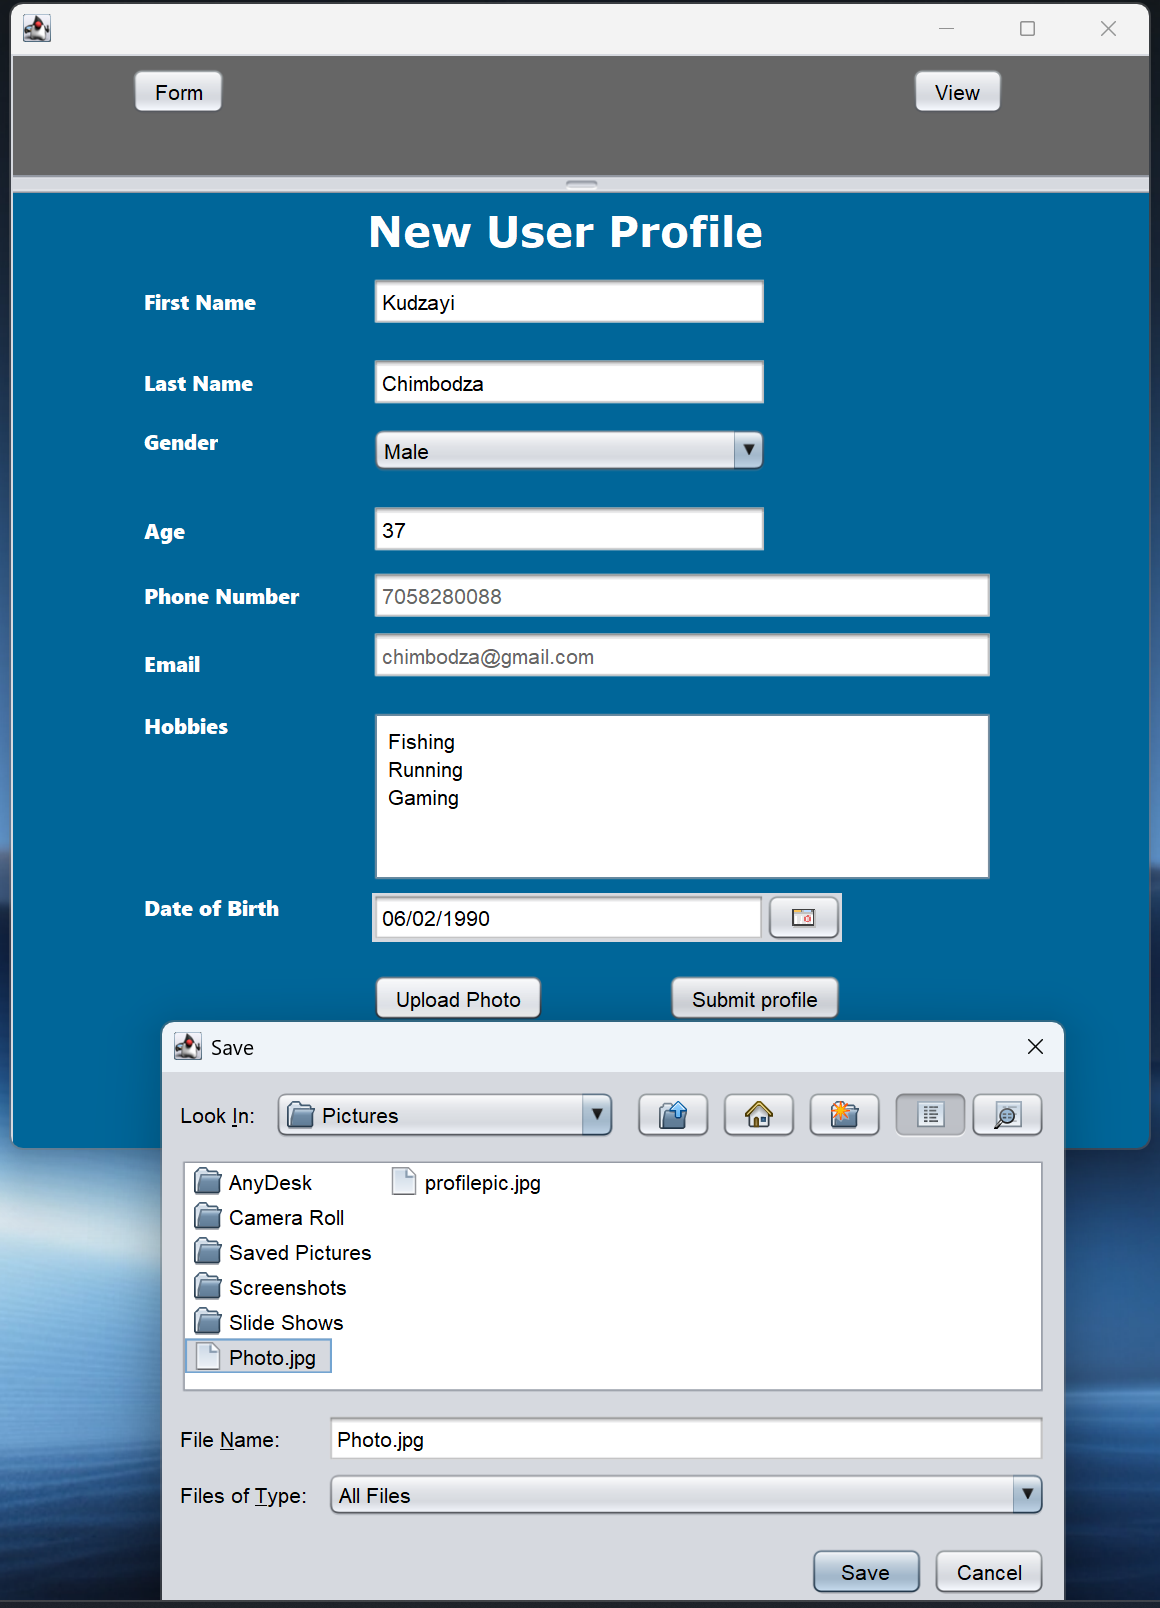 Form
View
New User Profile
First Name
Kudzayi
Last Name
Chimbodza
Gender
Male
Age
37
Phone Number
7058280088
Email
chimbodza@gmail.com
Hobbies
Fishing
Running
Gaming
Date of Birth
06/02/1990
Upload Photo
Submit profile
Save
Look In:
Pictures
AnyDesk
Camera Roll
Saved Pictures
Screenshots
Slide Shows
Photo.jpg
profilepic.jpg
File Name:
Photo.jpg
Files of Type:
All Files
Save
Cancel